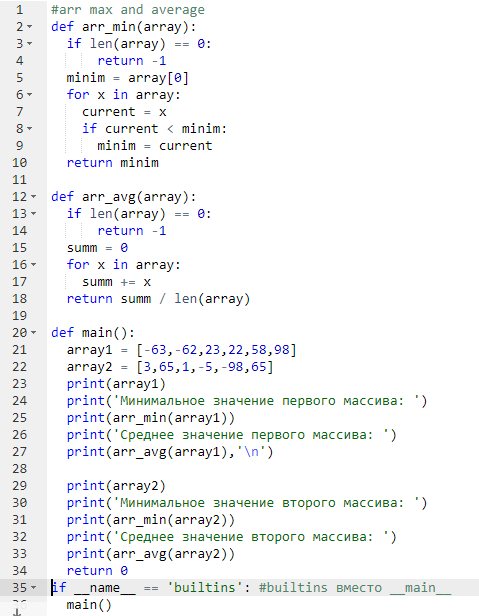 1 #arr max and average
2 def arr_min(array):
3   if len(array) == 0:
4       return -1
5   minim = array[0]
6   for x in array:
7     current = x
8     if current < minim:
9       minim = current
10   return minim
11
12 def arr_avg(array):
13   if len(array) == 0:
14       return -1
15   summ = 0
16   for x in array:
17     summ += x
18   return summ / len(array)
19
20 def main():
21   array1 = [-63,-62,23,22,58,98]
22   array2 = [3,65,1,-5,-98,65]
23   print(array1)
24   print('Минимальное значение первого массива: ')
25   print(arr_min(array1))
26   print('Среднее значение первого массива: ')
27   print(arr_avg(array1),'\n')
28
29   print(array2)
30   print('Минимальное значение второго массива: ')
31   print(arr_min(array2))
32   print('Среднее значение второго массива: ')
33   print(arr_avg(array2))
34   return 0
35 if __name__ == 'builtins': #builtins вместо __main__
  main()